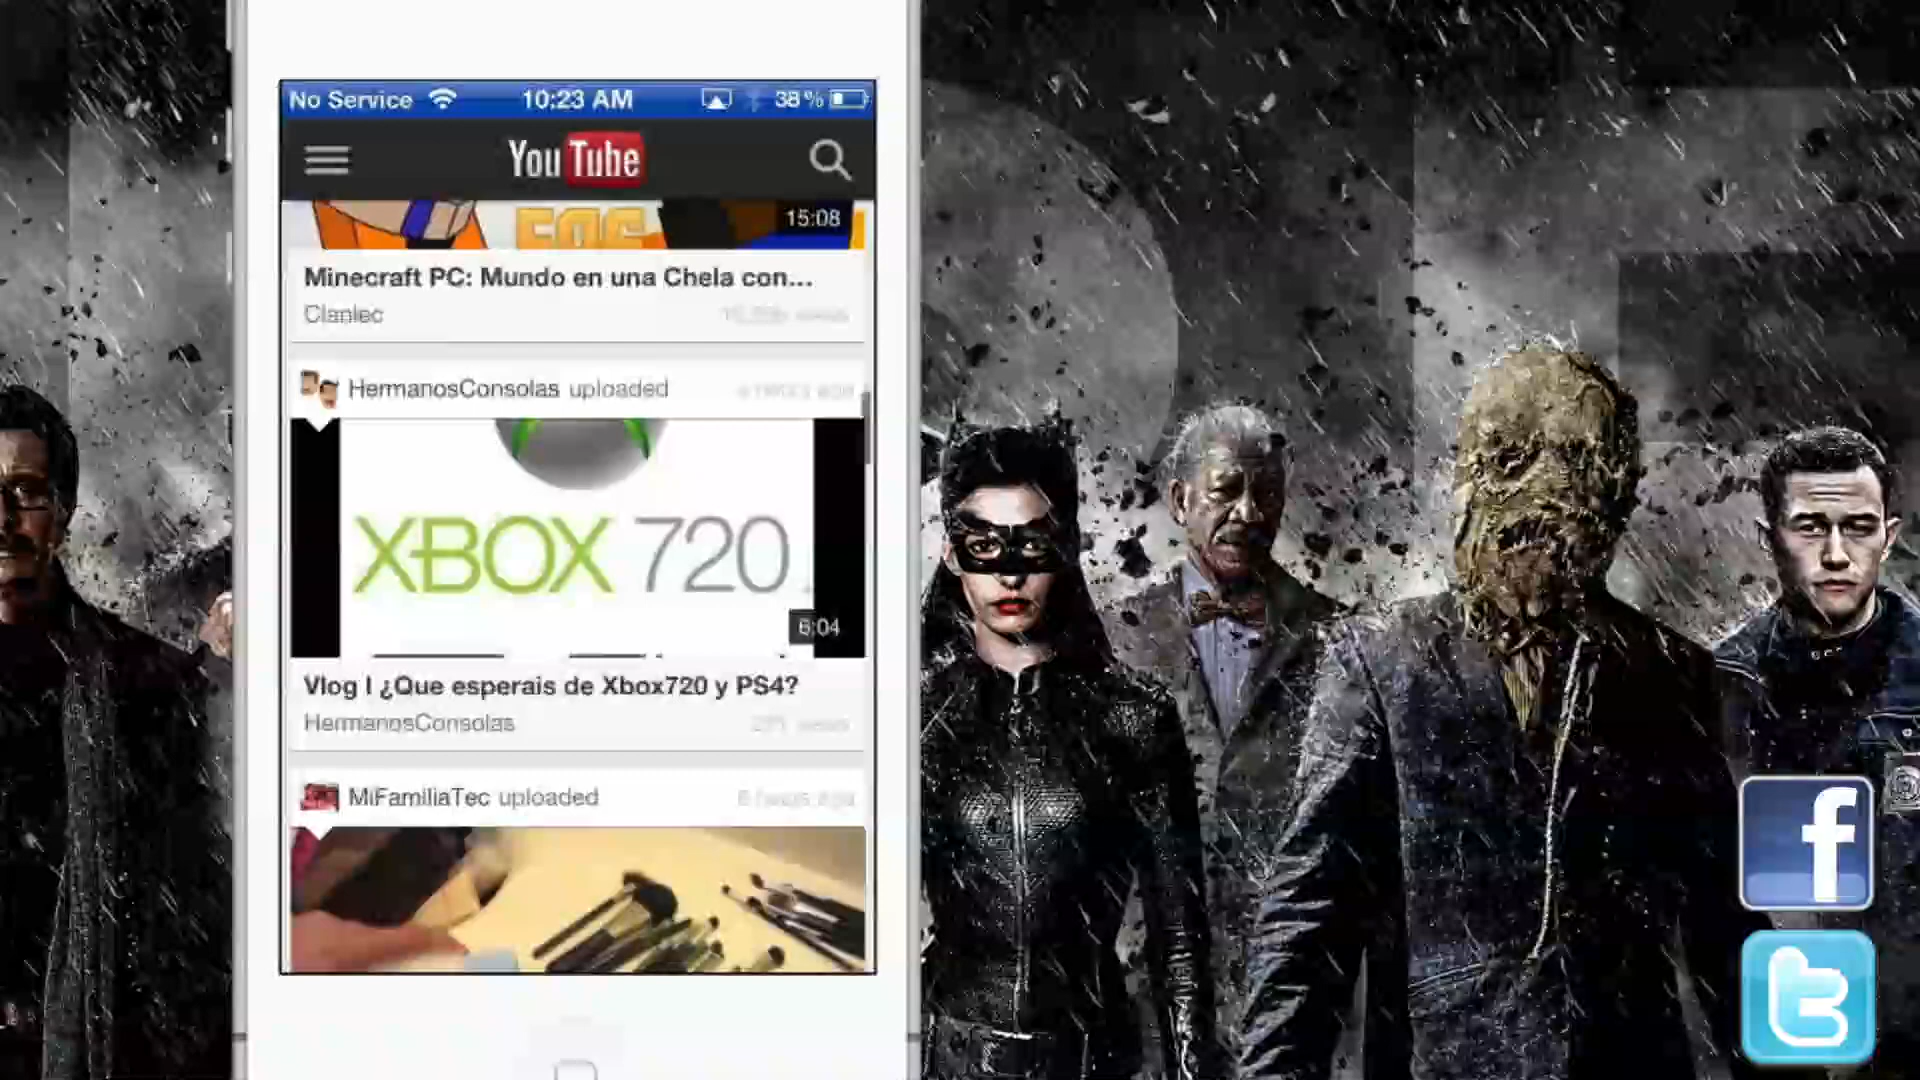 No Service
10:23 AM
38 %
YouTube
15:08
Minecraft PC: Mundo en una Chela con...
Clanlec
HermanosConsolas uploaded
XBOX 720
6:04
Vlog I ¿Que esperais de Xbox720 y PS4?
HermanosConsolas
MiFamiliaTec uploaded
f
t